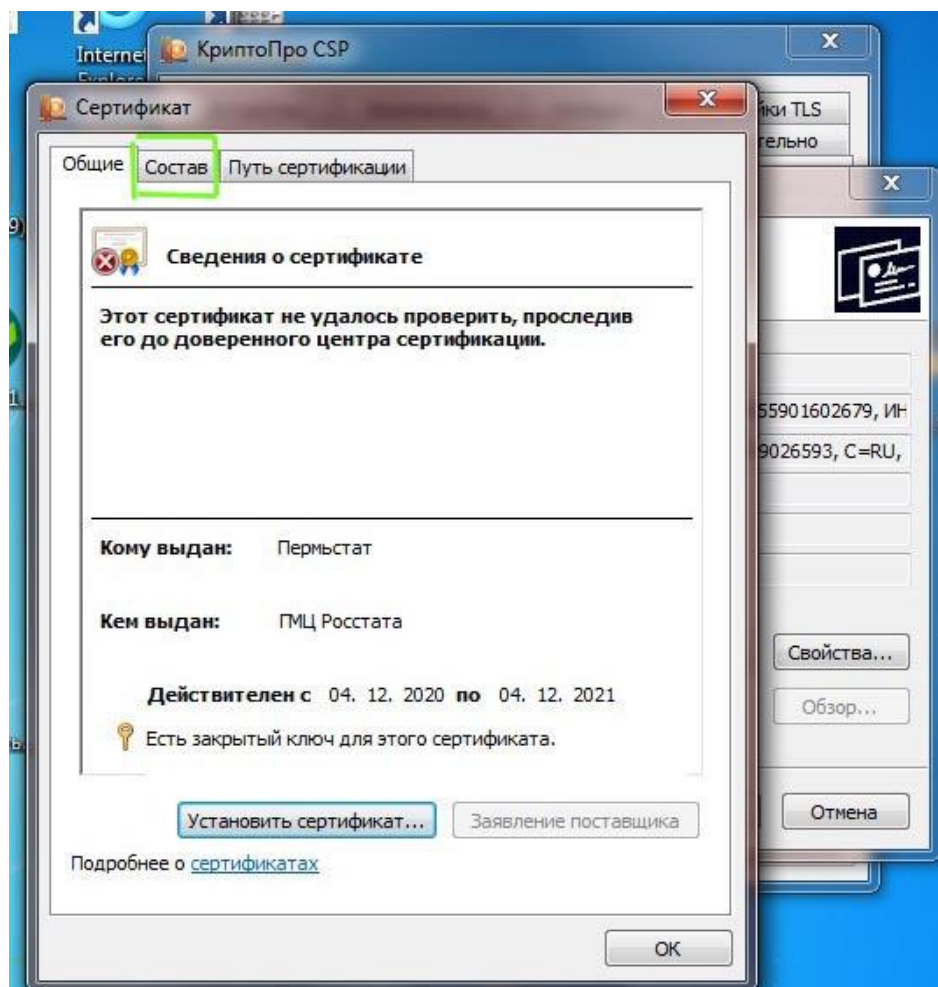 Interne
КриптоПро CSP
Сертификат
йки TLS
тельно
Общие
Состав
Путь сертификации
Сведения о сертификате
Этот сертификат не удалось проверить, проследив
его до доверенного центра сертификации.
55901602679, ИН
9026593, C=RU,
Кому выдан: Пермьстат
Кем выдан: ГМЦ Росстата
Действителен с 04. 12. 2020 по 04. 12. 2021
Есть закрытый ключ для этого сертификата.
Свойства...
Обзор...
Установить сертификат...
Заявление поставщика
Отмена
Подробнее о сертификатах
ОК